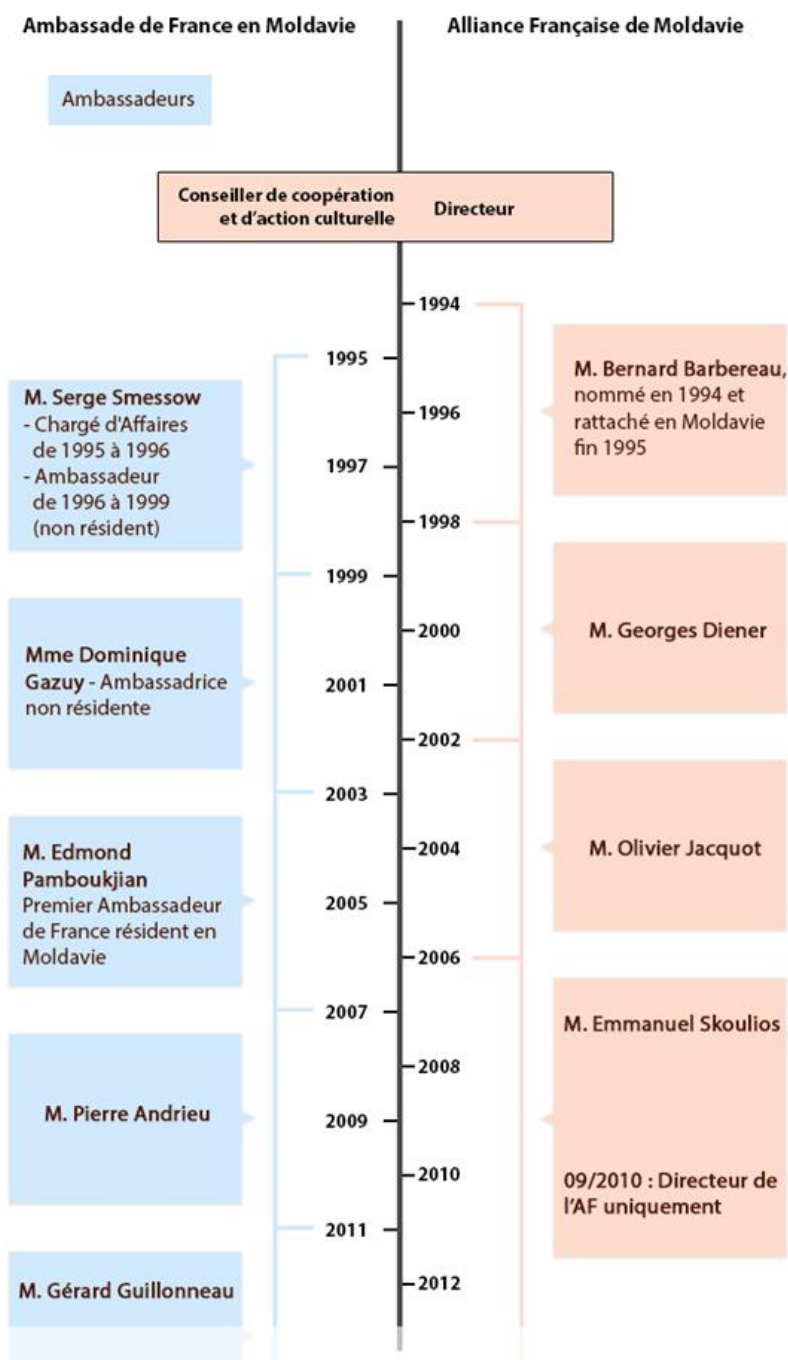 Ambassade de France en Moldavie
Alliance Française de Moldavie
Ambassadeurs
Conseiller de coopération
et d'action culturelle
Directeur
1994
1995
1996
1997
1998
1999
2000
2001
2002
2003
2004
2005
2006
2007
2008
2009
2010
2011
2012
M. Serge Smessow
- Chargé d'Affaires
de 1995 à 1996
- Ambassadeur
de 1996 à 1999
(non résident)
Mme Dominique
Gazuy - Ambassadrice
non résidente
M. Edmond
Pamboukjian
Premier Ambassadeur
de France résident en
Moldavie
M. Pierre Andrieu
M. Gérard Guillonneau
M. Bernard Barbereau,
nommé en 1994 et
rattaché en Moldavie
fin 1995
M. Georges Diener
M. Olivier Jacquot
M. Emmanuel Skoulios
09/2010 : Directeur de
l'AF uniquement